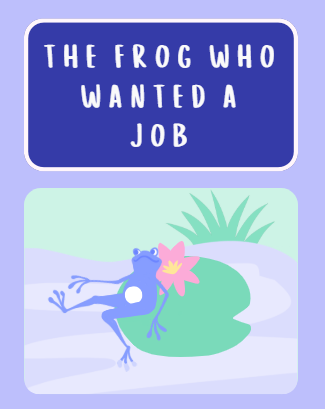 THE FROG WHO
WANTED A
JOB